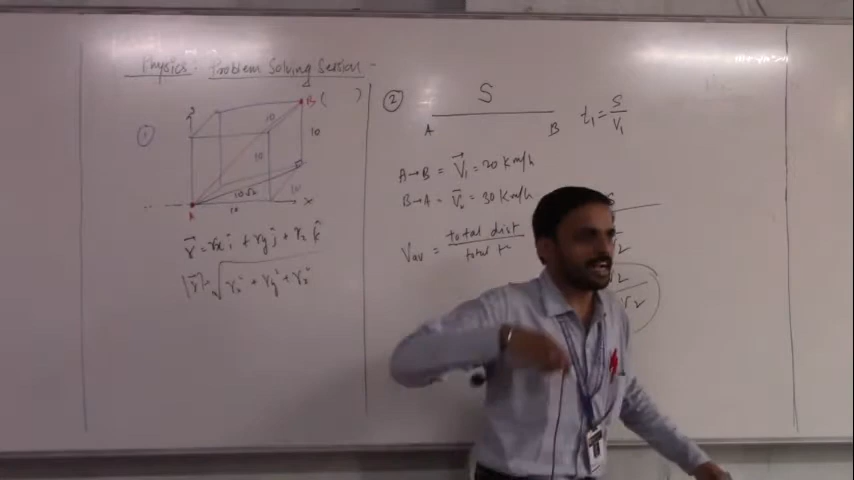 Physics - Problem Solving Session -
①
B ( )
10
10
10
10√2
10
10
A
x
r⃗ = rx î + ry ĵ + rz k̂
|r⃗| = √rx² + ry² + rz²
②
S
A B
t₁ = S/V₁
A→B = V⃗₁ = 20 km/h
B→A = V⃗₂ = 30 km/h
Vav = total dist / total t